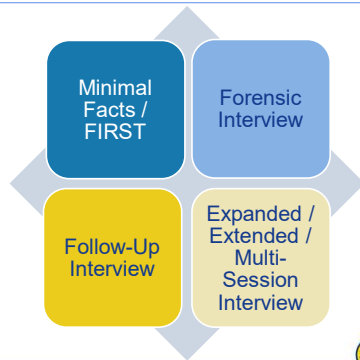 Minimal
Facts /
FIRST
Forensic
Interview
Follow-Up
Interview
Expanded /
Extended /
Multi-
Session
Interview